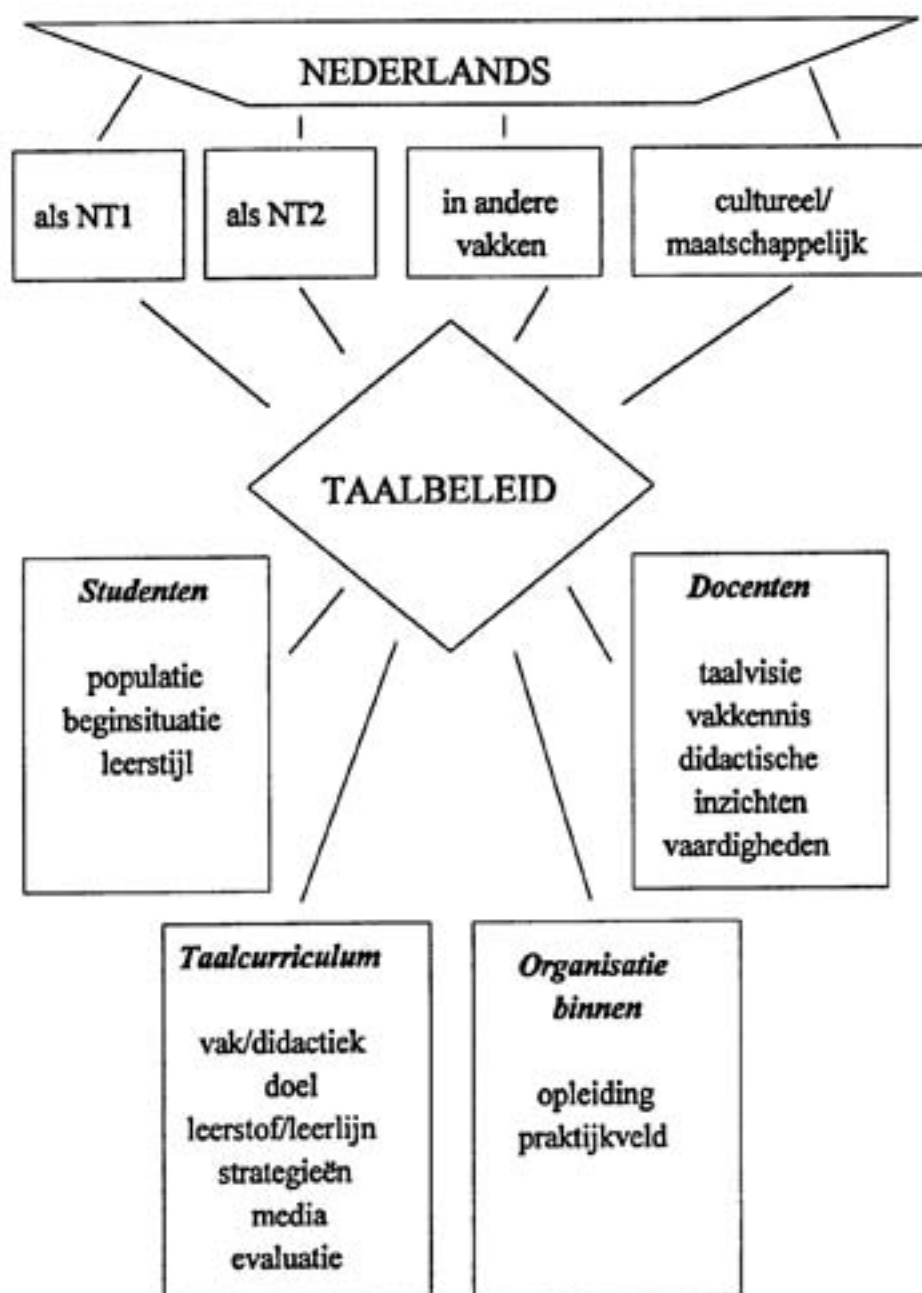 NEDERLANDS
als NT1
als NT2
in andere
vakken
cultureel/
maatschappelijk
TAALBELEID
Studenten
populatie
beginsituatie
leerstijl
Docenten
taalvisie
vakkennis
didactische
inzichten
vaardigheden
Taalcurriculum
vak/didactiek
doel
leerstof/leerlijn
strategieën
media
evaluatie
Organisatie
binnen
opleiding
praktijkveld